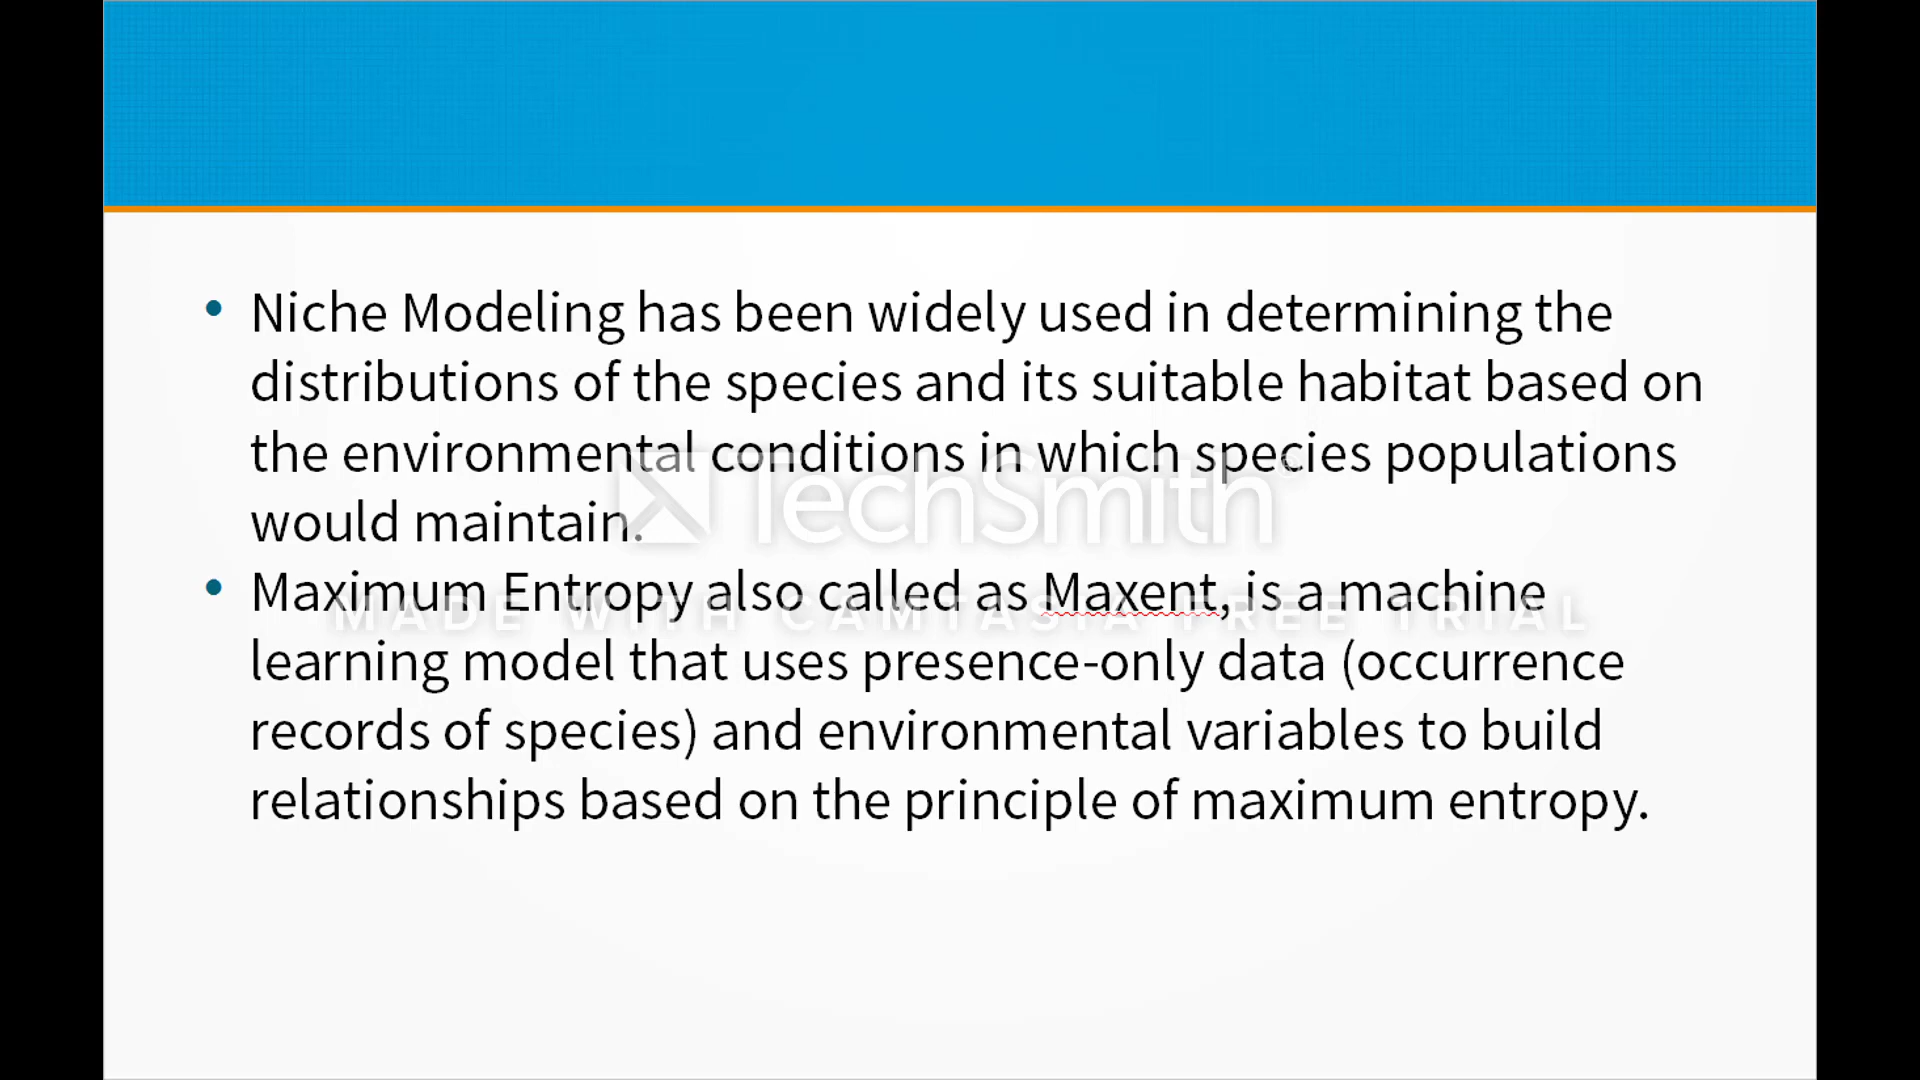 • Niche Modeling has been widely used in determining the
distributions of the species and its suitable habitat based on
the environmental conditions in which species populations
would maintain.
TechSmith®
• Maximum Entropy also called as Maxent, is a machine
MADE WITH CAMTASIA FREE TRIAL
learning model that uses presence-only data (occurrence
records of species) and environmental variables to build
relationships based on the principle of maximum entropy.